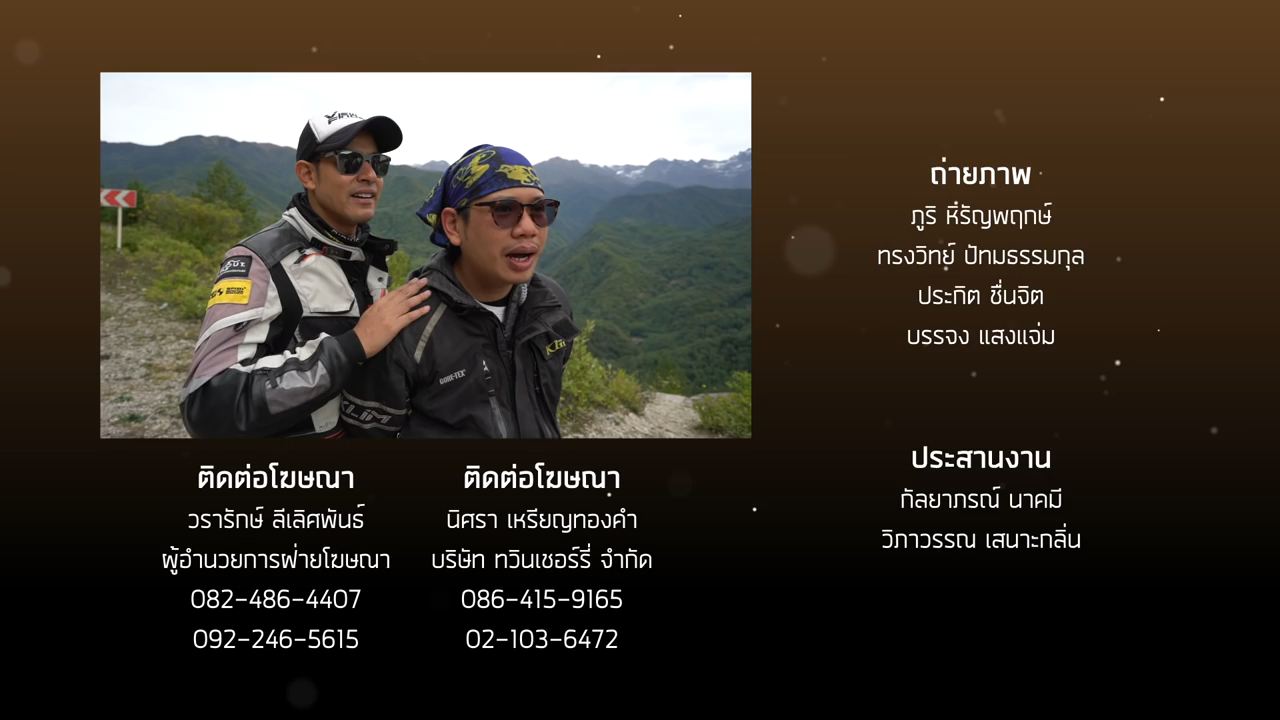 ถ่ายภาพ
ภูริ หิรัญพฤกษ์
ทรงวิทย์ ปัทมธรรมกุล
ประกิต ชื่นจิต
บรรจง แสงแจ่ม
ประสานงาน
กัลยาภรณ์ นาคมี
วิภาวรรณ เสนาะกลิ่น
ติดต่อโฆษณา
วรารักษ์ ลีเลิศพันธ์
ผู้อำนวยการฝ่ายโฆษณา
082-486-4407
092-246-5615
ติดต่อโฆษณา
นิศรา เหรียญทองคำ
บริษัท ทวินเชอร์รี่ จำกัด
086-415-9165
02-103-6472
GORE-TEX
KLiM